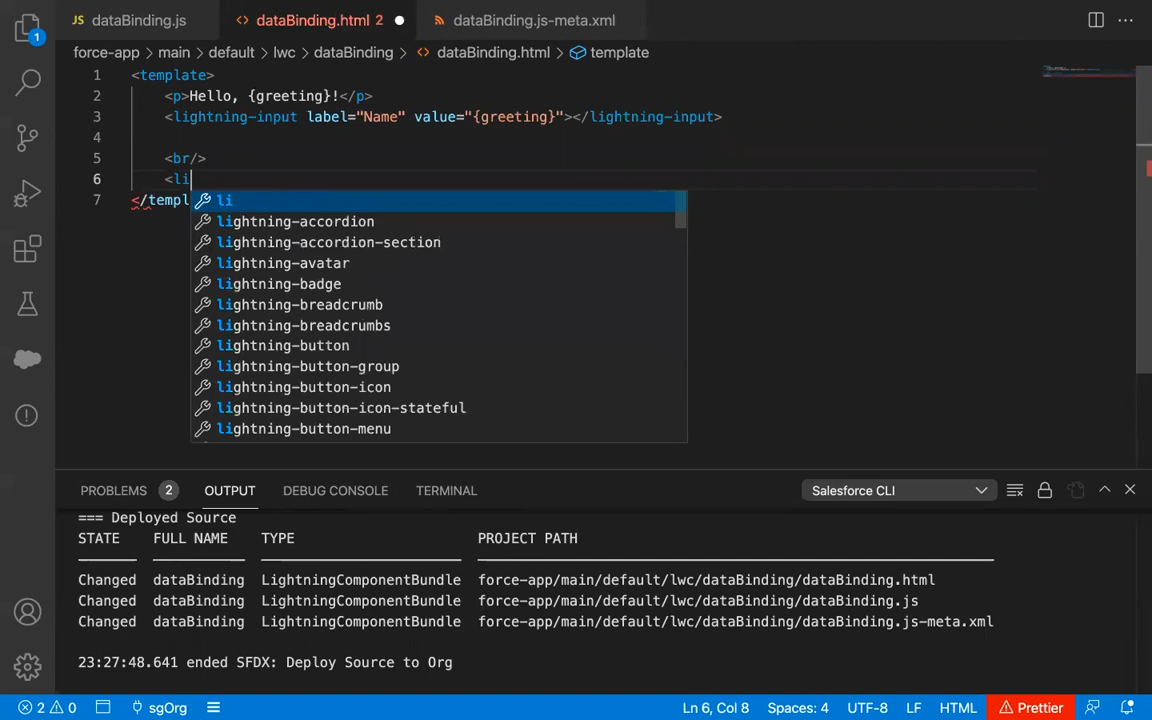 dataBinding.js
dataBinding.html 2
dataBinding.js-meta.xml
force-app > main > default > lwc > dataBinding > dataBinding.html > template
1 <template>
2 <p>Hello, {greeting}!</p>
3 <lightning-input label="Name" value="{greeting}"></lightning-input>
4
5 <br/>
6 <li
7 </templ
li
lightning-accordion
lightning-accordion-section
lightning-avatar
lightning-badge
lightning-breadcrumb
lightning-breadcrumbs
lightning-button
lightning-button-group
lightning-button-icon
lightning-button-icon-stateful
lightning-button-menu
PROBLEMS 2 OUTPUT DEBUG CONSOLE TERMINAL Salesforce CLI
=== Deployed Source
STATE FULL NAME TYPE PROJECT PATH
Changed dataBinding LightningComponentBundle force-app/main/default/lwc/dataBinding/dataBinding.html
Changed dataBinding LightningComponentBundle force-app/main/default/lwc/dataBinding/dataBinding.js
Changed dataBinding LightningComponentBundle force-app/main/default/lwc/dataBinding/dataBinding.js-meta.xml
23:27:48.641 ended SFDX: Deploy Source to Org
2 0 sgOrg Ln 6, Col 8 Spaces: 4 UTF-8 LF HTML Prettier
1
JS